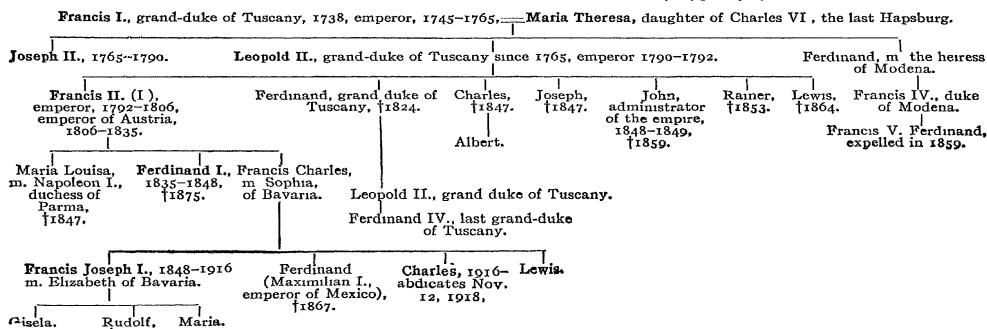 Francis I., grand-duke of Tuscany, 1738, emperor, 1745–1765, Maria Theresa, daughter of Charles VI, the last Hapsburg.
Joseph II., 1765–1790.
Leopold II., grand-duke of Tuscany since 1765, emperor 1790–1792.
Ferdinand, m the heiress
of Modena.
Francis II. (I),
emperor, 1792–1806,
emperor of Austria,
1806–1835.
Ferdinand, grand duke of
Tuscany, †1824.
Charles,
†1847.
Joseph,
†1847.
John,
administrator
of the empire,
1848–1849,
†1859.
Rainer,
†1853.
Lewis,
†1864.
Francis IV., duke
of Modena.
Albert.
Francis V. Ferdinand,
expelled in 1859.
Maria Louisa,
m. Napoleon I.,
duchess of
Parma,
†1847.
Ferdinand I.,
1835–1848,
†1875.
Francis Charles,
m Sophia,
of Bavaria.
Leopold II., grand duke of Tuscany.
Ferdinand IV., last grand-duke
of Tuscany.
Francis Joseph I., 1848–1916
m. Elizabeth of Bavaria.
Ferdinand
(Maximilian I.,
emperor of Mexico),
†1867.
Charles, 1916–
abdicates Nov.
12, 1918,
Lewis.
Gisela.
Rudolf,
Maria.